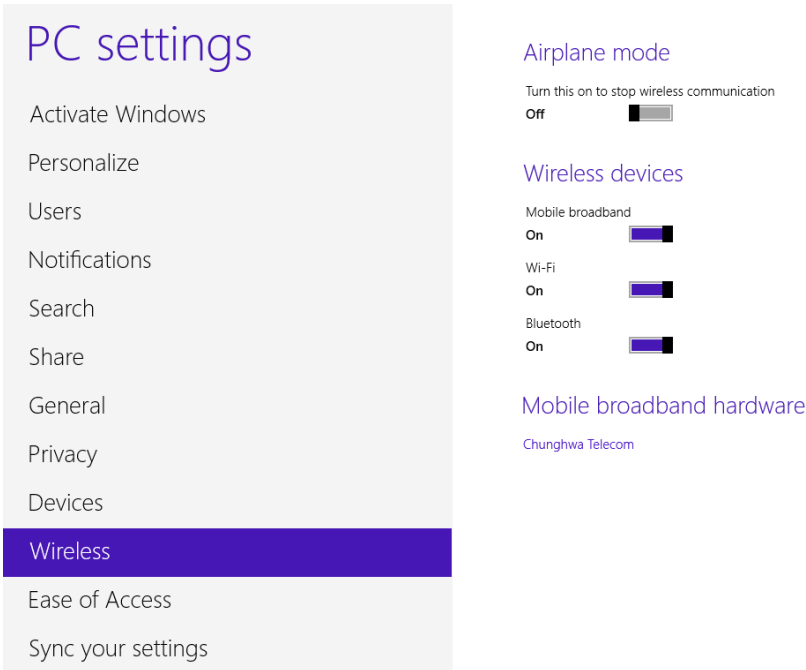 PC settings
Activate Windows
Personalize
Users
Notifications
Search
Share
General
Privacy
Devices
Wireless
Ease of Access
Sync your settings
Airplane mode
Turn this on to stop wireless communication
Off
Wireless devices
Mobile broadband
On
Wi-Fi
On
Bluetooth
On
Mobile broadband hardware
Chunghwa Telecom